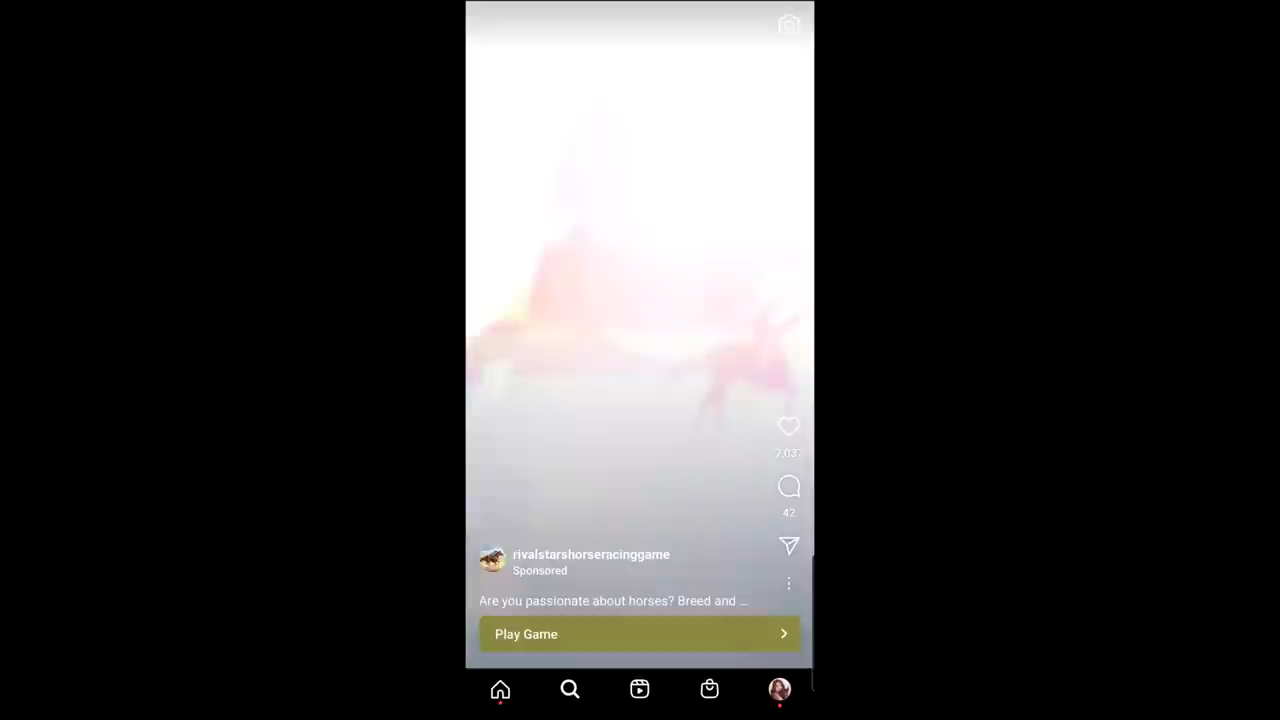 42
rivalstarshorseracinggame
Sponsored
Are you passionate about horses? Breed and ...
Play Game